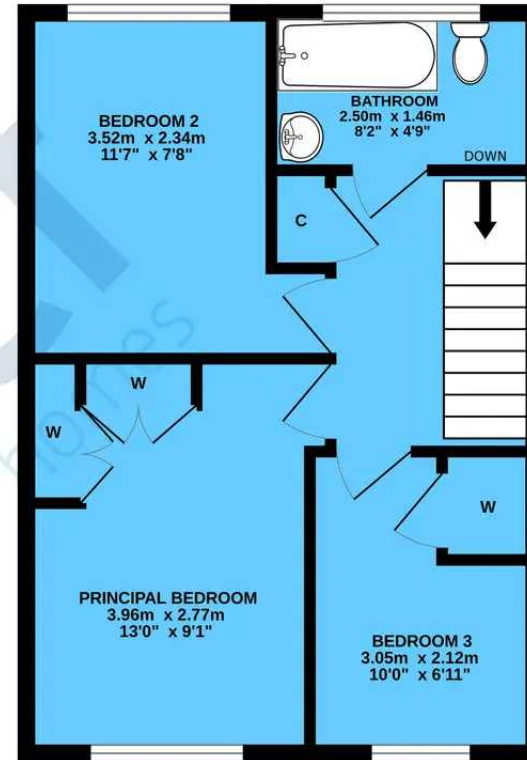 BEDROOM 2
3.52m x 2.34m
11'7" x 7'8"
BATHROOM
2.50m x 1.46m
8'2" x 4'9"
DOWN
C
W
W
PRINCIPAL BEDROOM
3.96m x 2.77m
13'0" x 9'1"
W
BEDROOM 3
3.05m x 2.12m
10'0" x 6'11"
homes